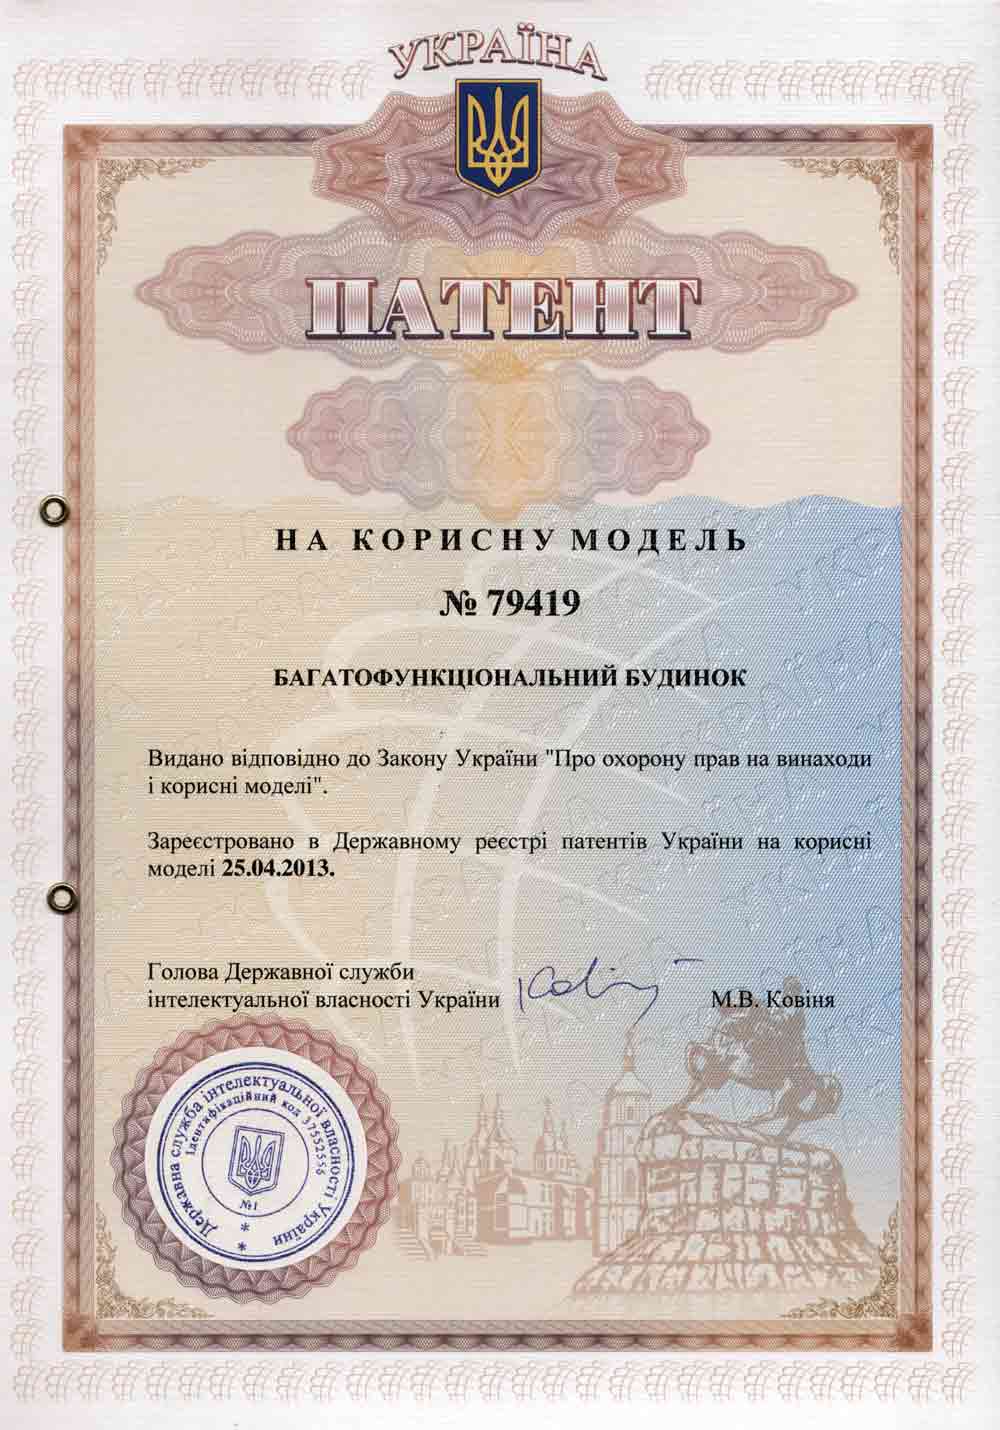 УКРАЇНА
ПАТЕНТ
НА КОРИСНУ МОДЕЛЬ
№ 79419
БАГАТОФУНКЦІОНАЛЬНИЙ БУДИНОК
Видано відповідно до Закону України "Про охорону прав на винаходи
і корисні моделі".
Зареєстровано в Державному реєстрі патентів України на корисні
моделі 25.04.2013.
Голова Державної служби
інтелектуальної власності України
М.В. Ковіня
Державна служба інтелектуальної власності України
Ідентифікаційний код 37552556
№1